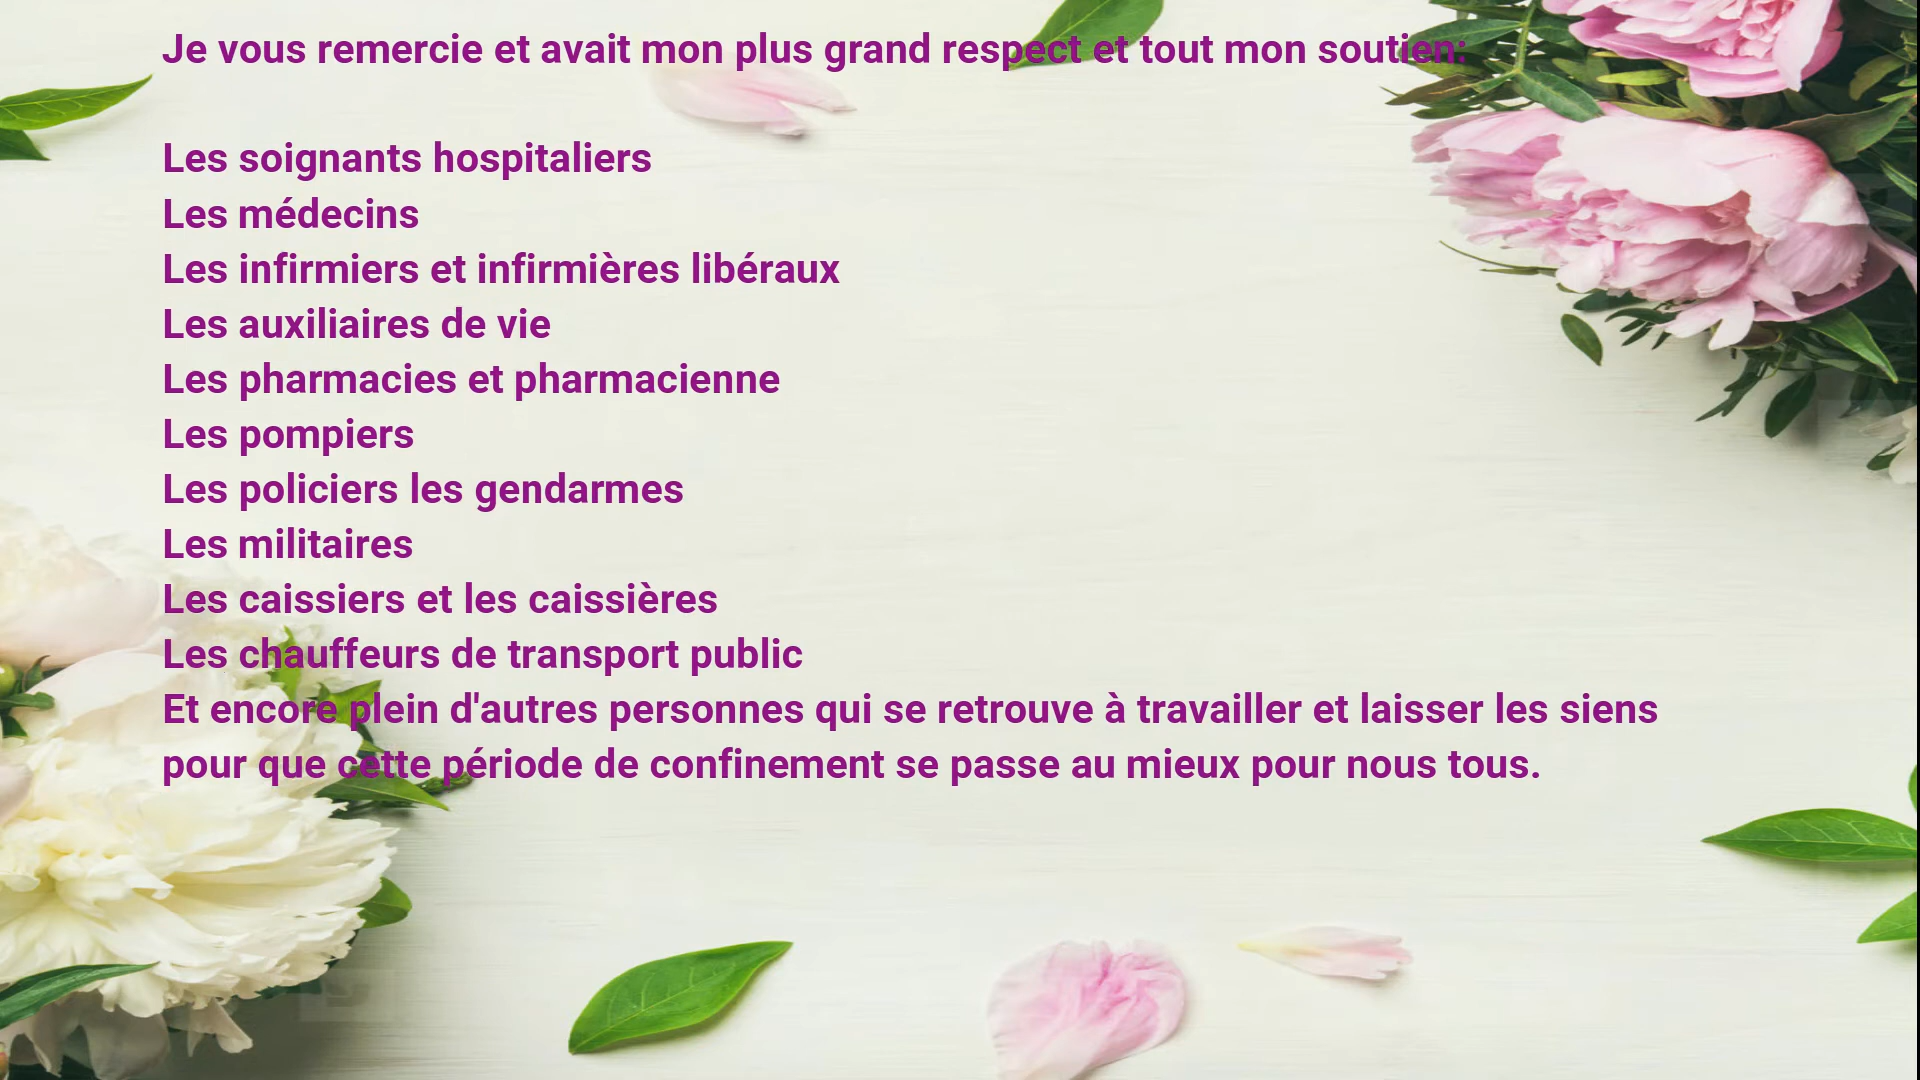 Je vous remercie et avait mon plus grand respect et tout mon soutien:
Les soignants hospitaliers
Les médecins
Les infirmiers et infirmières libéraux
Les auxiliaires de vie
Les pharmacies et pharmacienne
Les pompiers
Les policiers les gendarmes
Les militaires
Les caissiers et les caissières
Les chauffeurs de transport public
Et encore plein d'autres personnes qui se retrouve à travailler et laisser les siens
pour que cette période de confinement se passe au mieux pour nous tous.